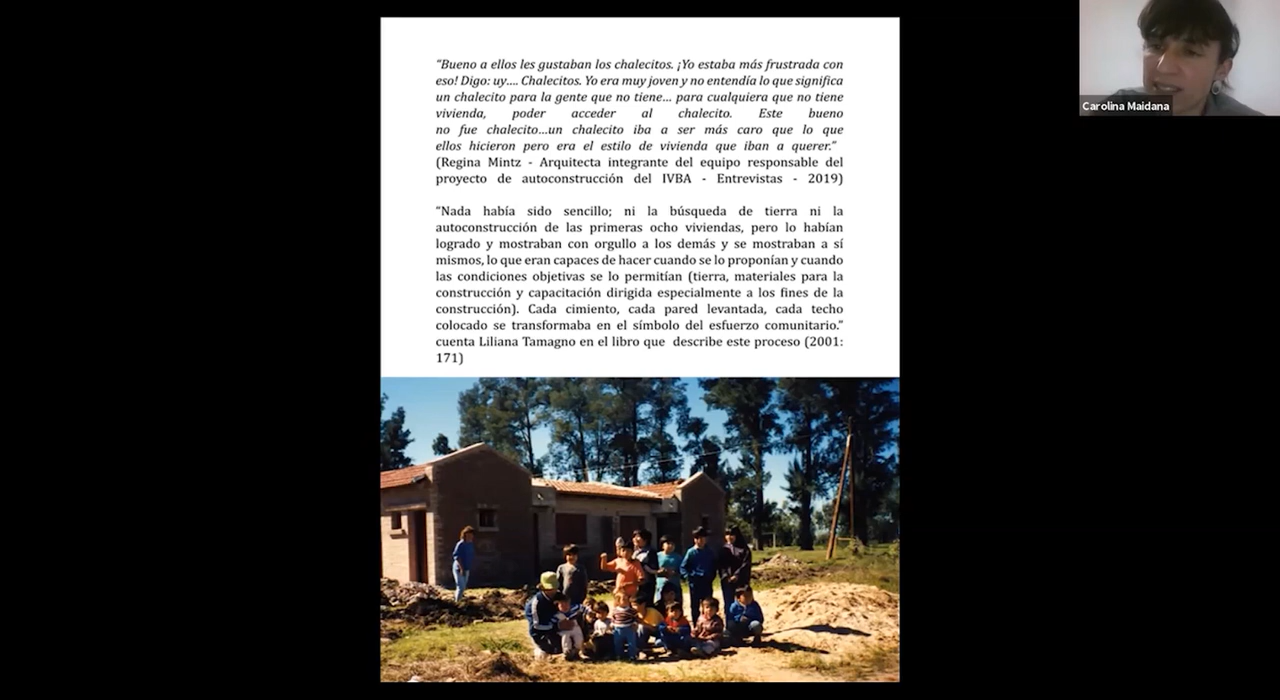 "Bueno a ellos les gustaban los chalecitos. ¡Yo estaba más frustrada con
eso! Digo: uy.... Chalecitos. Yo era muy joven y no entendía lo que significa
un chalecito para la gente que no tiene... para cualquiera que no tiene
vivienda, poder acceder al chalecito. Este bueno
no fue chalecito...un chalecito iba a ser más caro que lo que
ellos hicieron pero era el estilo de vivienda que iban a querer."
(Regina Mintz - Arquitecta integrante del equipo responsable del
proyecto de autoconstrucción del IVBA - Entrevistas - 2019)
"Nada había sido sencillo; ni la búsqueda de tierra ni la
autoconstrucción de las primeras ocho viviendas, pero lo habían
logrado y mostraban con orgullo a los demás y se mostraban a sí
mismos, lo que eran capaces de hacer cuando se lo proponían y cuando
las condiciones objetivas se lo permitían (tierra, materiales para la
construcción y capacitación dirigida especialmente a los fines de la
construcción). Cada cimiento, cada pared levantada, cada techo
colocado se transformaba en el símbolo del esfuerzo comunitario."
cuenta Liliana Tamagno en el libro que describe este proceso (2001:
171)
Carolina Maidana